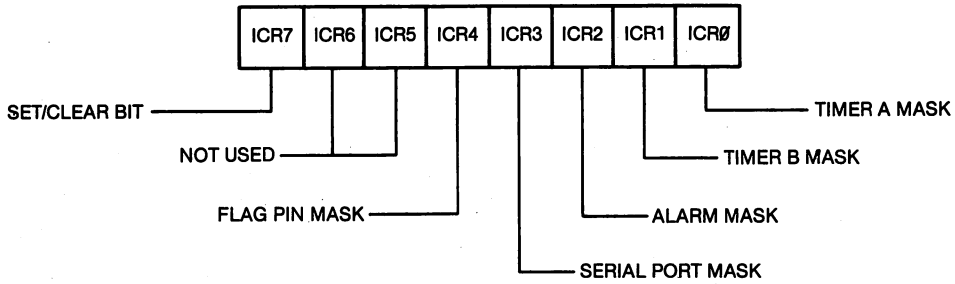 ICR7 ICR6 ICR5 ICR4 ICR3 ICR2 ICR1 ICRØ
SET/CLEAR BIT
TIMER A MASK
NOT USED
TIMER B MASK
FLAG PIN MASK
ALARM MASK
SERIAL PORT MASK